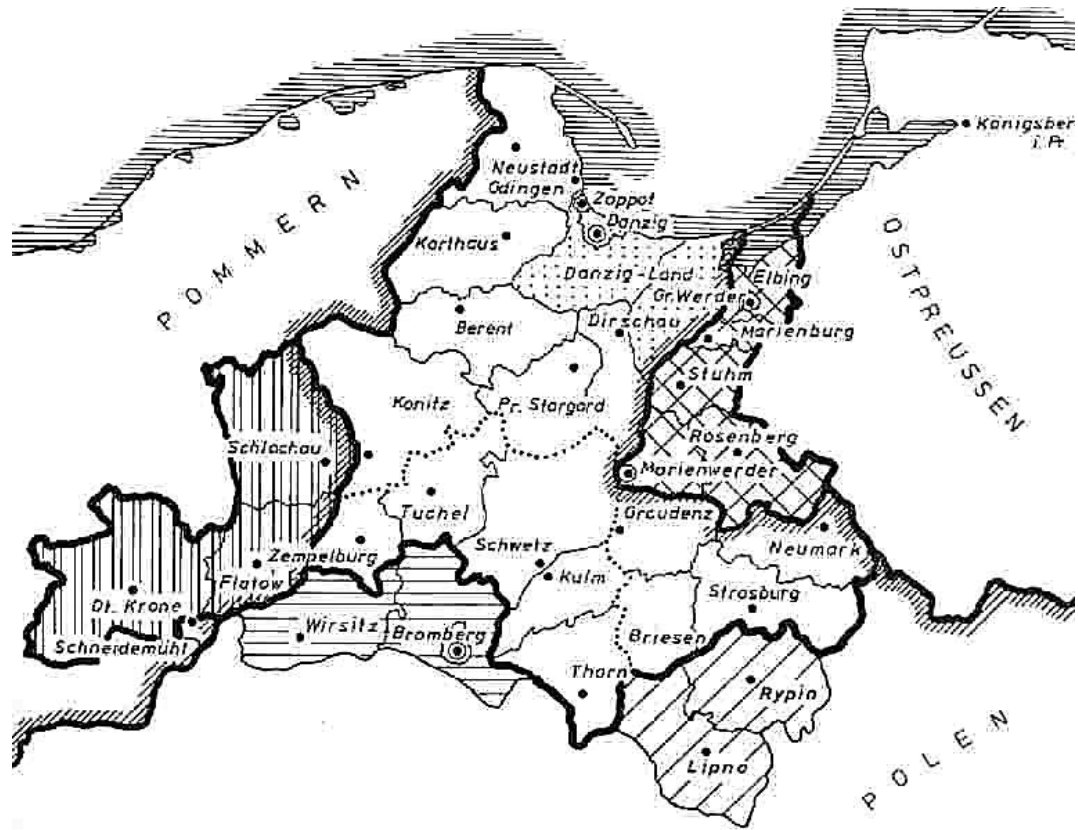 Königsber
i. Pr.
Neustadt
Gdingen
Zoppot
Danzig
Karthaus
POMMERN
OSTPREUSSEN
Danzig-Land
Elbing
Gr. Werder
Berent
Dirschau
Marienburg
Stuhm
Konitz
Pr. Stargard
Rosenberg
Schlochau
Marienwerder
Tuchel
Graudenz
Schwetz
Neumark
Zempelburg
Flatow
Kulm
Dt. Krone
Strasburg
Wirsitz
Bromberg
Briesen
Schneidemühl
Thorn
Rypin
Lipno
POLEN